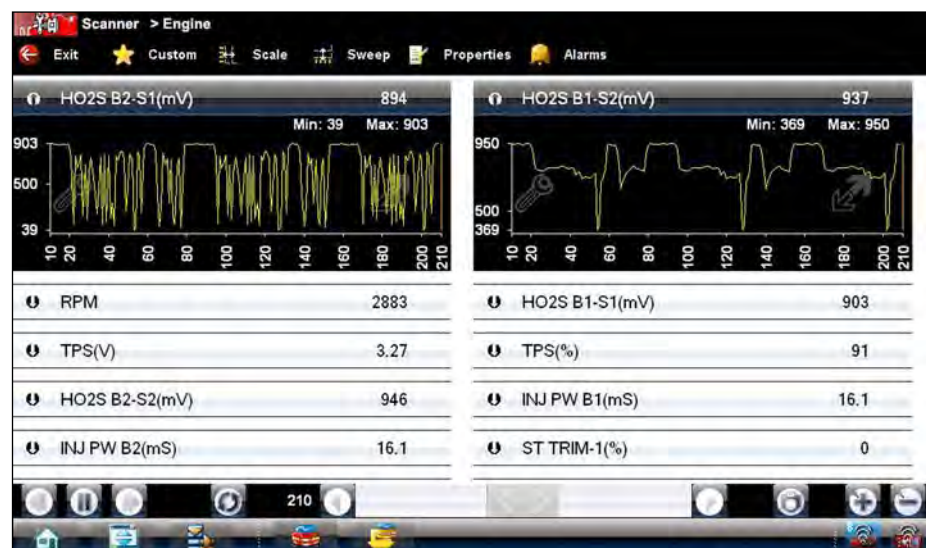 Scanner > Engine
Exit Custom Scale Sweep Properties Alarms
HO2S B2-S1(mV) 894
Min: 39 Max: 903
903
500
39
10 20 40 60 80 100 120 140 160 180 200 210
HO2S B1-S2(mV) 937
Min: 369 Max: 950
950
500
369
10 20 40 60 80 100 120 140 160 180 200 210
RPM 2883
HO2S B1-S1(mV) 903
TPS(V) 3.27
TPS(%) 91
HO2S B2-S2(mV) 946
INJ PW B1(mS) 16.1
INJ PW B2(mS) 16.1
ST TRIM-1(%) 0
210